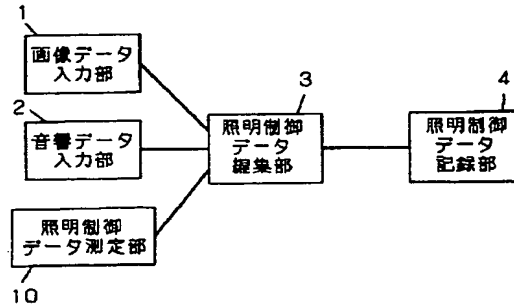 1
画像データ
入力部
2
音響データ
入力部
照明制御
データ測定部
10
3
照明制御
データ
編集部
4
照明制御
データ
記録部